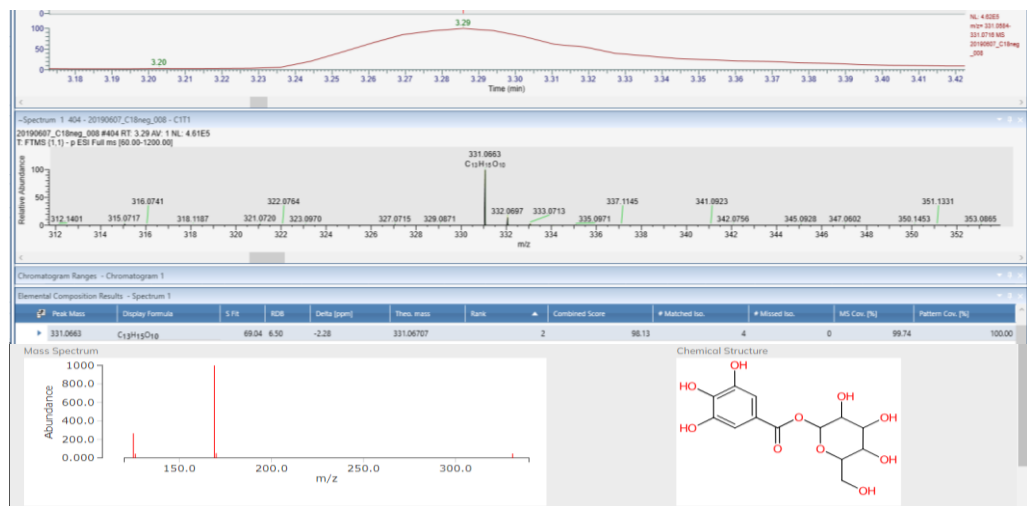 0
100
50
0
3.20
3.29
3.18 3.19 3.20 3.21 3.22 3.23 3.24 3.25 3.26 3.27 3.28 3.29 3.30 3.31 3.32 3.33 3.34 3.35 3.36 3.37 3.38 3.39 3.40 3.41 3.42
Time (min)
NL: 4.63E5
m/z= 331.0584-
331.0716 MS
20190607_C18neg
_008
Spectrum 1 404 - 20190607_C18neg_008 - C1T1
20190607_C18neg_008 #404 RT: 3.29 AV: 1 NL: 4.61E5
T: FTMS {1,1} - p ESI Full ms [60.00-1200.00]
Relative Abundance
100
50
0
331.0663
C₁₃H₁₅O₁₀
316.0741 322.0764 337.1145 341.0923 351.1331
312.1401 315.0717 318.1187 321.0720 323.0970 327.0715 329.0871 332.0697 333.0713 335.0971 342.0756 345.0928 347.0602 350.1453 353.0865
312 314 316 318 320 322 324 326 328 330 332 334 336 338 340 342 344 346 348 350 352
m/z
Chromatogram Ranges - Chromatogram 1
Elemental Composition Results - Spectrum 1
Peak Mass Display Formula S Fit RDB Delta [ppm] Theo. mass Rank Combined Score # Matched Iso. # Missed Iso. MS Cov. [%] Pattern Cov. [%]
331.0663 C₁₃H₁₅O₁₀ 69.04 6.50 -2.28 331.06707 2 96.13 4 0 99.74 100.00
Mass Spectrum
Abundance
1000
800.0
600.0
400.0
200.0
0.000
150.0 200.0 250.0 300.0
m/z
Chemical Structure
OH
HO
HO
O
O
O
OH
OH
OH
OH